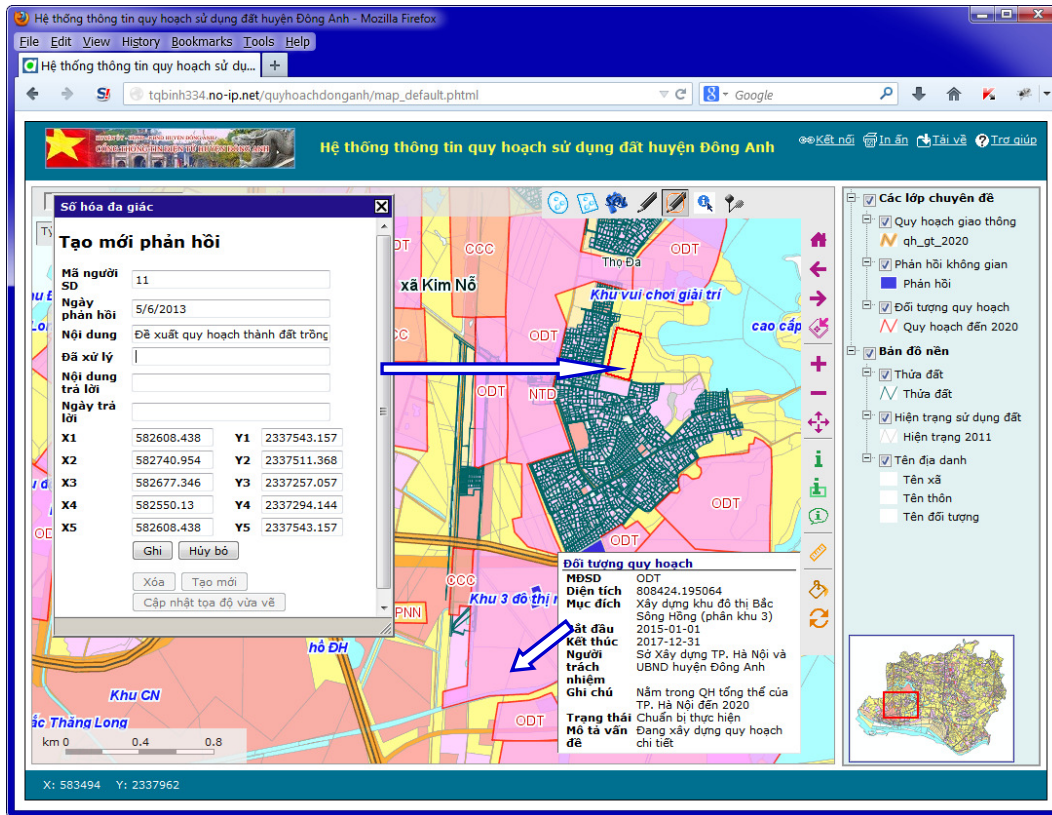 Hệ thống thông tin quy hoạch sử dụng đất huyện Đông Anh - Mozilla Firefox
File Edit View History Bookmarks Tools Help
Hệ thống thông tin quy hoạch sử dụ... +
tqbinh334.no-ip.net/quyhoachdonganh/map_default.phtml
Google
Hệ thống thông tin quy hoạch sử dụng đất huyện Đông Anh
Kết nối In ấn Tải về Trợ giúp
Số hóa đa giác
Tạo mới phản hồi
Mã người SD 11
Ngày phản hồi 5/6/2013
Nội dung Đề xuất quy hoạch thành đất trồng
Đã xử lý
Nội dung trả lời
Ngày trả lời
X1 582608.438 Y1 2337543.157
X2 582740.954 Y2 2337511.368
X3 582677.346 Y3 2337257.057
X4 582550.13 Y4 2337294.144
X5 582608.438 Y5 2337543.157
Ghi Hủy bỏ
Xóa Tạo mới
Cập nhật tọa độ vừa vẽ
SQL
DT
CCC
ODT
Thọ Đa
xã Kim Nỗ
Khu vui chơi giải trí
cao cấp
ODT
ODT
NTD
ODT
ODT
CCC
Khu 3 đô thị
PNN
hồ ĐH
Khu CN
ắc Thăng Long
ODT
km 0 0.4 0.8
Đối tượng quy hoạch
MĐSD ODT
Diện tích 808424.195064
Mục đích Xây dựng khu đô thị Bắc
Sông Hồng (phân khu 3)
ắt đầu 2015-01-01
Kết thúc 2017-12-31
Người Sở Xây dựng TP. Hà Nội và
trách UBND huyện Đông Anh
nhiệm
Ghi chú Nằm trong QH tổng thể của
TP. Hà Nội đến 2020
Trạng thái Chuẩn bị thực hiện
Mô tả vấn Đang xây dựng quy hoạch
đề chi tiết
Các lớp chuyên đề
Quy hoạch giao thông
qh_gt_2020
Phản hồi không gian
Phản hồi
Đối tượng quy hoạch
Quy hoạch đến 2020
Bản đồ nền
Thửa đất
Thửa đất
Hiện trạng sử dụng đất
Hiện trạng 2011
Tên địa danh
Tên xã
Tên thôn
Tên đối tượng
X: 583494 Y: 2337962